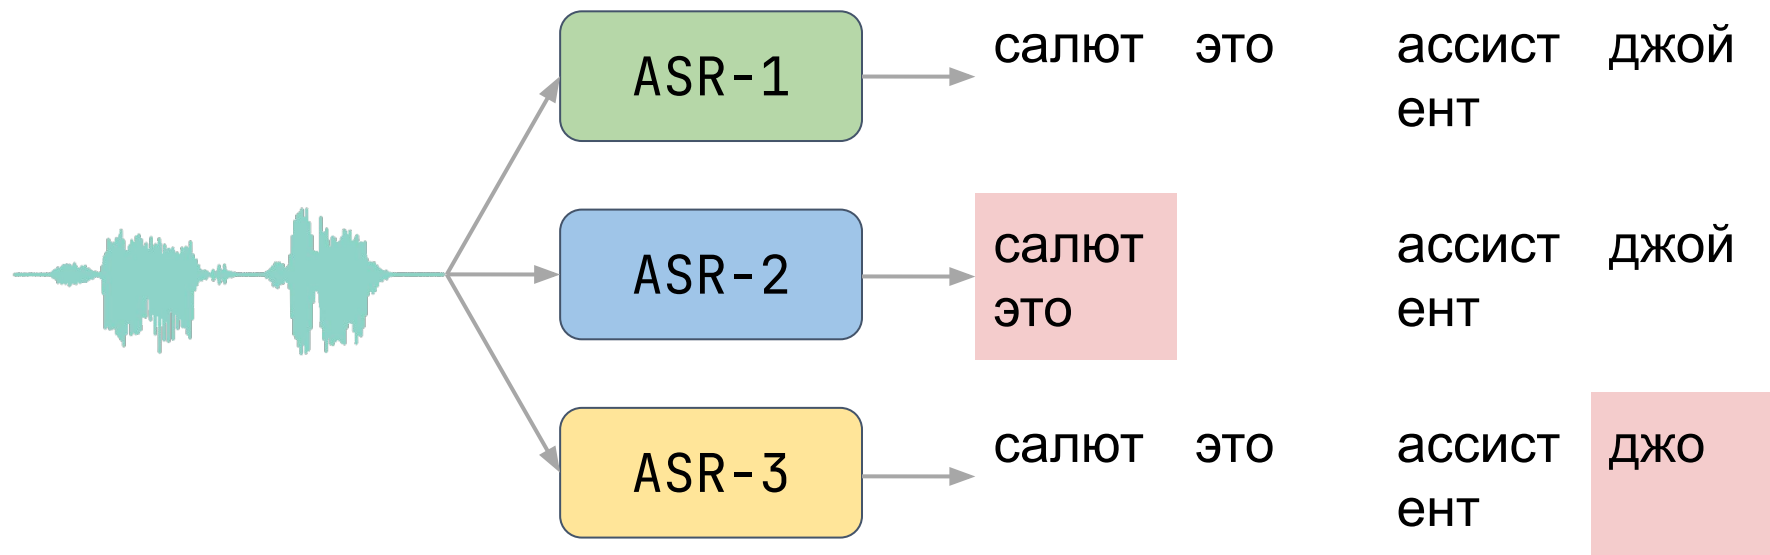 ASR-1
салют это ассист джой
ент
ASR-2
салют ассист джой
это ент
ASR-3
салют это ассист джо
ент